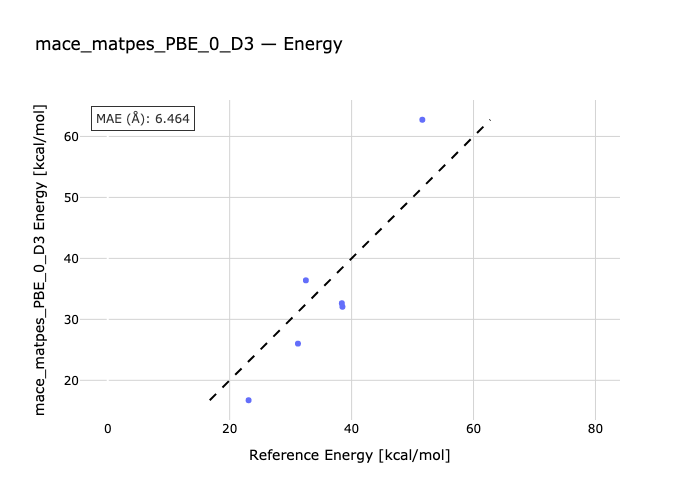 mace_matpes_PBE_0_D3 — Energy
MAE (Å): 6.464
mace_matpes_PBE_0_D3 Energy [kcal/mol]
60
50
40
30
20
0 20 40 60 80
Reference Energy [kcal/mol]